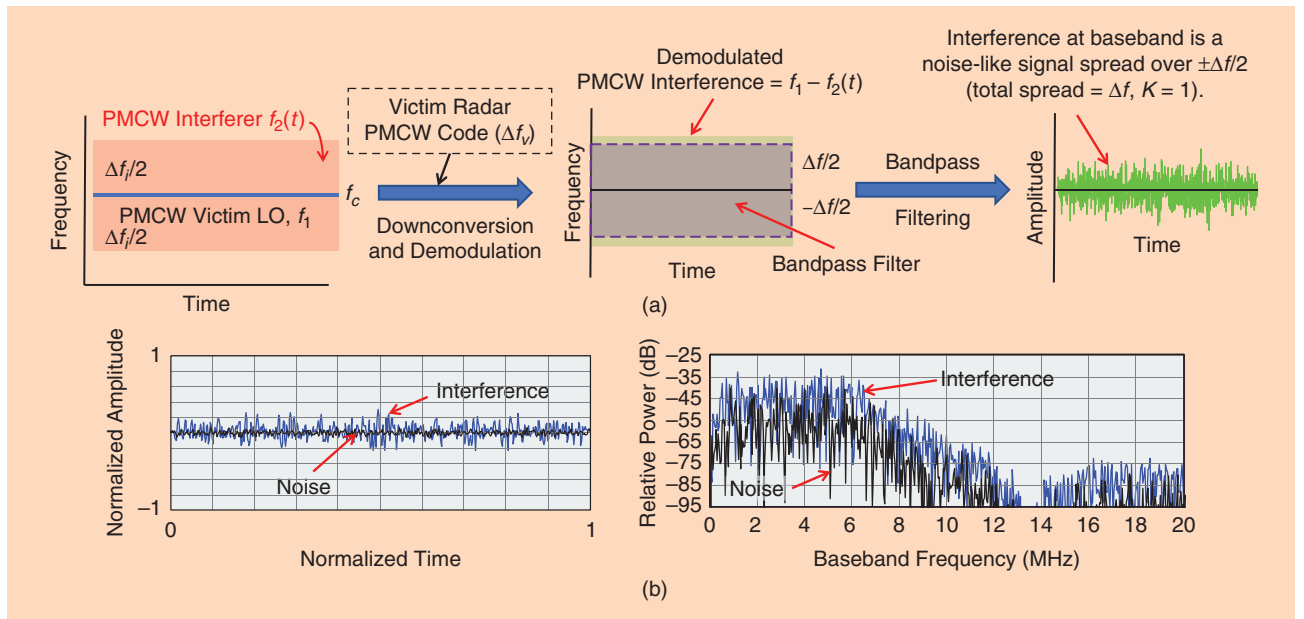 PMCW Interferer f2(t)
Frequency
Δfi/2
fc
PMCW Victim LO, f1
Δfi/2
Time
Victim Radar
PMCW Code (Δfv)
Downconversion
and Demodulation
Demodulated
PMCW Interference = f1 – f2(t)
Frequency
Δf/2
–Δf/2
Time
Bandpass Filter
Bandpass
Filtering
Interference at baseband is a
noise-like signal spread over ±Δf/2
(total spread = Δf, K = 1).
Amplitude
Time
(a)
Normalized Amplitude
1
–1
Interference
Noise
0
1
Normalized Time
Relative Power (dB)
–25
–35
–45
–55
–65
–75
–85
–95
Interference
Noise
0 2 4 6 8 10 12 14 16 18 20
Baseband Frequency (MHz)
(b)